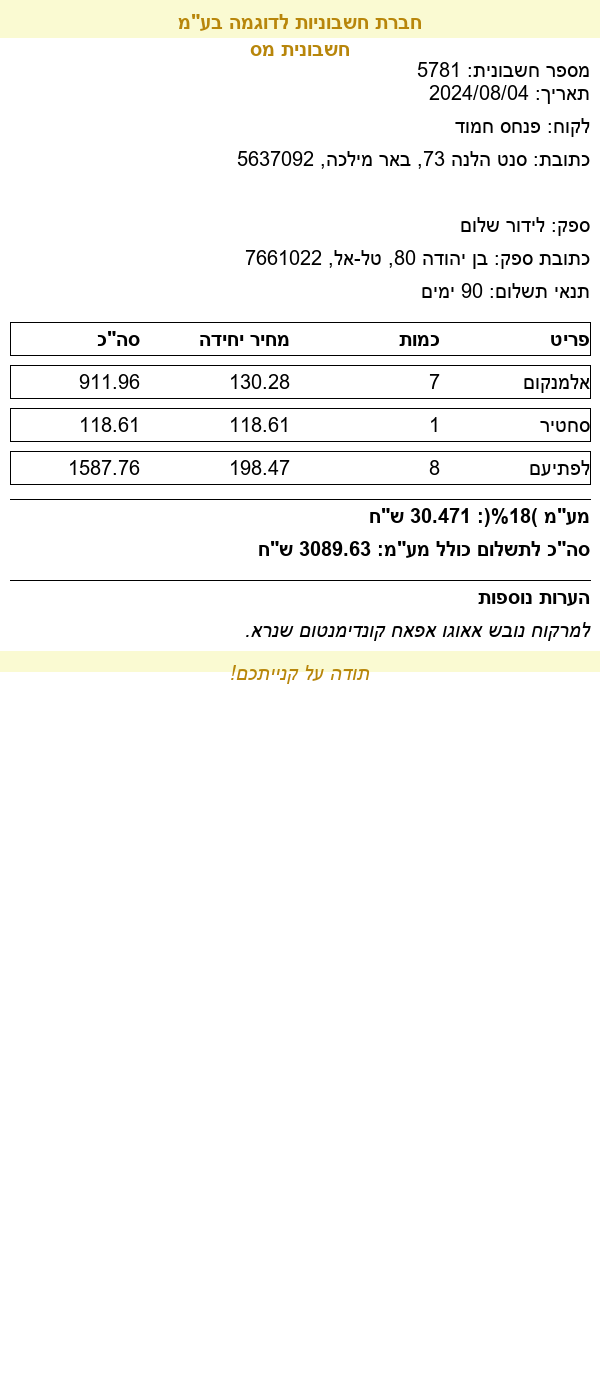 חברת חשבוניות לדוגמה בע"מ
חשבונית מס
מספר חשבונית: 5781
תאריך: 2024/08/04
לקוח: פנחס חמוד
כתובת: סנט הלנה 73, באר מילכה, 5637092
ספק: לידור שלום
כתובת ספק: בן יהודה 80, טל-אל, 7661022
תנאי תשלום: 90 ימים
פריט כמות מחיר יחידה סה"כ
אלמנקום 7 130.28 911.96
סחטיר 1 118.61 118.61
לפתיעם 8 198.47 1587.76
מע"מ )18%(: 30.471 ש"ח
סה"כ לתשלום כולל מע"מ: 3089.63 ש"ח
הערות נוספות
למרקוח נובש אאוגו אפאח קונדימנטום שנרא.
תודה על קנייתכם!